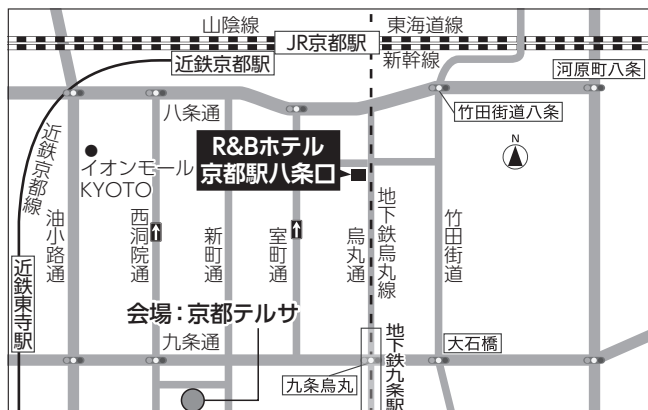 山陰線
東海道線
JR京都駅
新幹線
近鉄京都駅
河原町八条
八条通
竹田街道八条
近鉄京都線
イオンモール
KYOTO
R&Bホテル
京都駅八条口
N
油小路通
西洞院通
新町通
室町通
烏丸通
地下鉄烏丸線
竹田街道
近鉄東寺駅
会場:京都テルサ
九条通
大石橋
九条烏丸
地下鉄九条駅